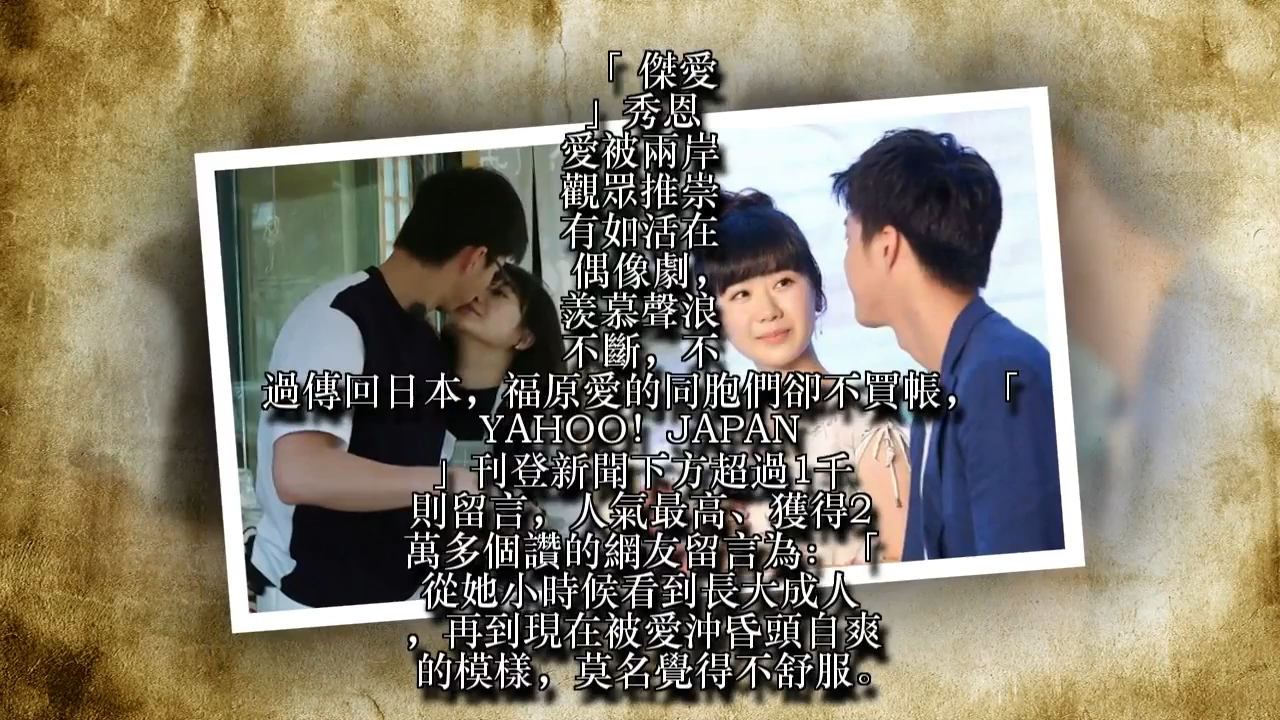 「 傑愛
」秀恩
愛被兩岸
觀眾推崇
有如活在
偶像劇，
羨慕聲浪
不斷，不
過傳回日本，福原愛的同胞們卻不買帳，「
YAHOO! JAPAN
」刊登新聞下方超過1千
則留言，人氣最高、獲得2
萬多個讚的網友留言為：「
從她小時候看到長大成人
，再到現在被愛沖昏頭自爽
的模樣，莫名覺得不舒服。